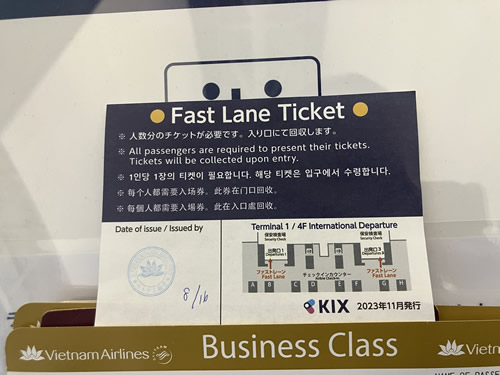 Fast Lane Ticket
※ 人数分のチケットが必要です。入り口にて回収します。
※ All passengers are required to present their tickets.
Tickets will be collected upon entry.
※ 1인당 1장의 티켓이 필요합니다. 해당 티켓은 입구에서 수령합니다.
※ 每个人都需要入场券。此券在门口回收。
※ 每個人都需要入場券。此在入口處回收。
Date of issue / Issued by
8/16
Terminal 1 / 4F International Departure
保安検査場
Security Check
保安検査場
Security Check
出発口1
Departures 1
出発口3
ファストレーン
Fast Lane
チェックインカウンター
ファストレーン
Fast Lane
A B C D E F G H
KIX 2023年11月発行
Vietnam Airlines
Business Class
Vietn
NAME OF PASSE